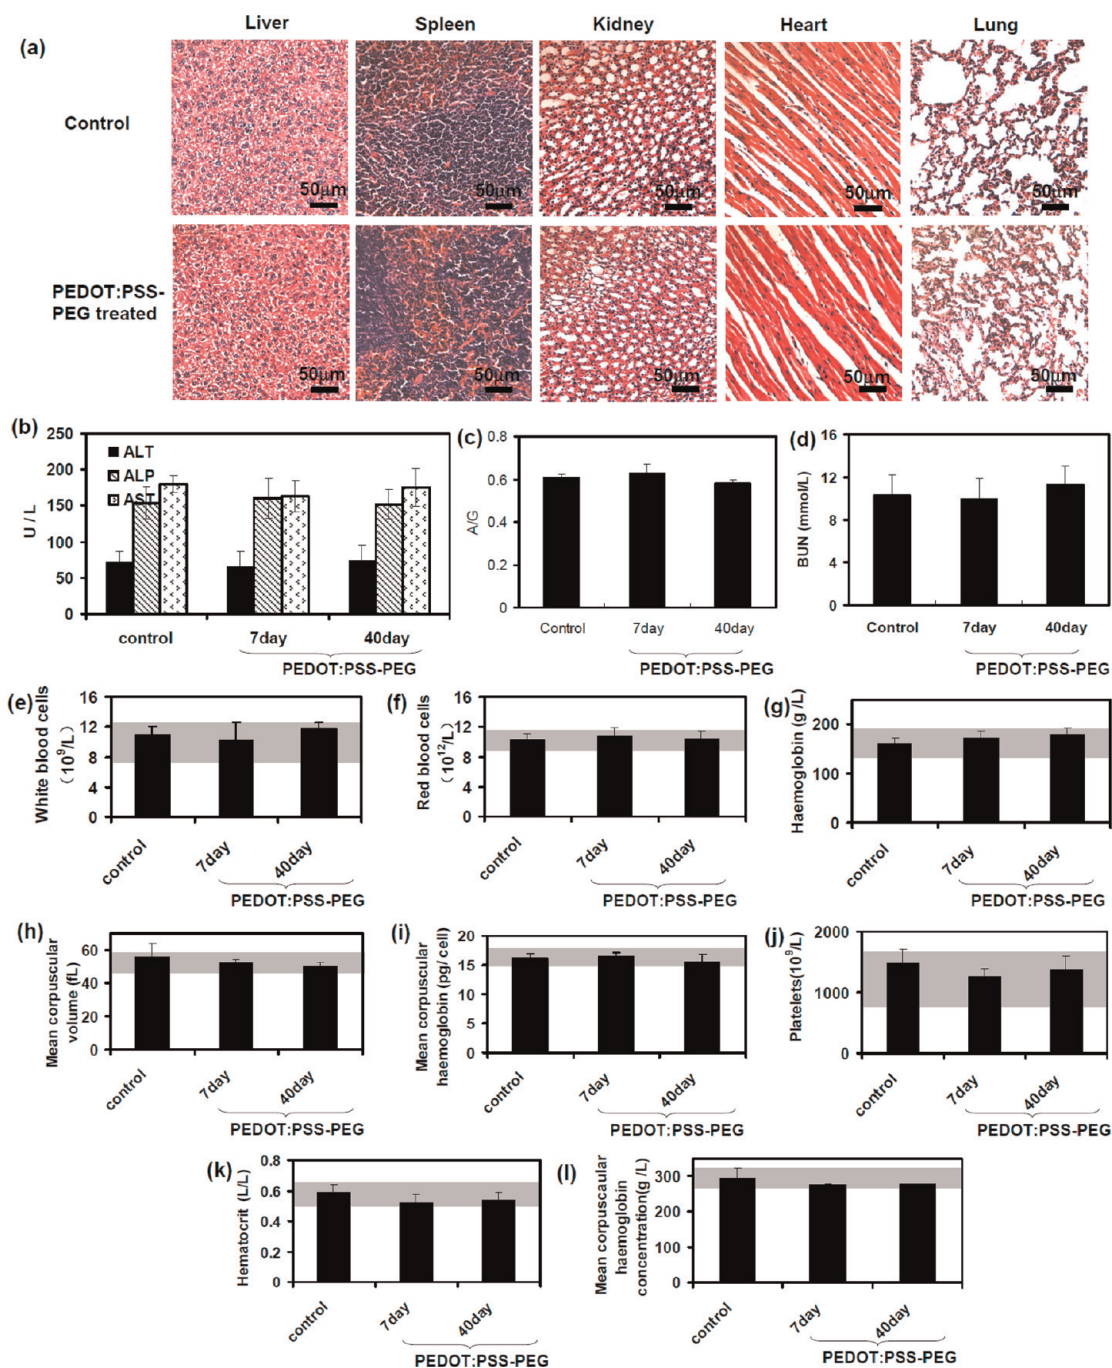 Liver Spleen Kidney Heart Lung
(a)
Control
50μm 50μm 50μm 50μm 50μm
PEDOT:PSS-
PEG treated
50μm 50μm 50μm 50μm 50μm
(b)
250
200
150
100
50
0
U / L
ALT
ALP
AST
control 7day 40day
PEDOT:PSS-PEG
(c)
0.8
0.6
0.4
0.2
0
A/G
Control 7day 40day
PEDOT:PSS-PEG
(d)
16
12
8
4
0
BUN (mmol/L)
Control 7day 40day
PEDOT:PSS-PEG
(e)
16
12
8
4
0
White blood cells
(10⁹/L)
control 7day 40day
PEDOT:PSS-PEG
(f)
16
12
8
4
0
Red blood cells
(10¹²/L)
control 7day 40day
PEDOT:PSS-PEG
(g)
200
100
0
Haemoglobin (g /L)
control 7day 40day
PEDOT:PSS-PEG
(h)
60
40
20
0
Mean corpuscular
volume (fL)
control 7day 40day
PEDOT:PSS-PEG
(i)
20
15
10
5
0
Mean corpuscular
haemoglobin (pg/ cell)
control 7day 40day
PEDOT:PSS-PEG
(j)
2000
1000
0
Platelets(10⁹/L)
control 7day 40day
PEDOT:PSS-PEG
(k)
0.8
0.6
0.4
0.2
0
Hematocrit (L/L)
control 7day 40day
PEDOT:PSS-PEG
(l)
300
200
100
0
Mean corpuscaular
haemoglobin
concentration(g /L)
control 7day 40day
PEDOT:PSS-PEG